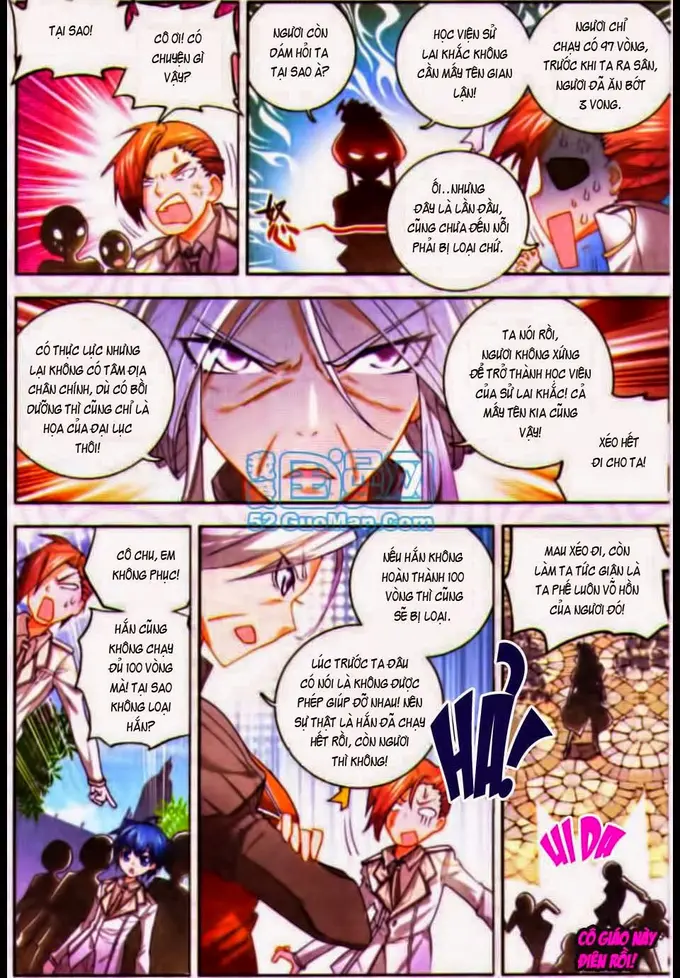 TẠI SAO!
CÔ ƠI! CÓ
CHUYỆN GÌ
VẬY?
NGƯƠI CÒN
DÁM HỎI TA
TẠI SAO À?
HỌC VIỆN SỬ
LAI KHẮC KHÔNG
CẦN MẤY TÊN GIAN
LẬN!
NGƯƠI CHỈ
CHẠY CÓ 97 VÒNG,
TRƯỚC KHI TA RA SÂN,
NGƯƠI ĐÃ ĂN BỚT
3 VONG.
怒
ỐI..NHƯNG
ĐÂY LÀ LẦN ĐẦU,
CŨNG CHƯA ĐẾN NỖI
PHẢI BỊ LOẠI CHỨ.
CÓ THỰC LỰC NHƯNG
LẠI KHÔNG CÓ TÂM ĐỊA
CHÂN CHÍNH, DÙ CÓ BỒI
DƯỠNG THÌ CŨNG CHỈ LÀ
HỌA CỦA ĐẠI LỤC
THÔI!
TA NÓI RỒI,
NGƯƠI KHÔNG XỨNG
ĐỂ TRỞ THÀNH HỌC VIÊN
CỦA SỬ LAI KHẮC! CẢ
MẤY TÊN KIA CŨNG
VẬY!
XÉO HẾT
ĐI CHO TA!
52GuoMan.Com
CÔ CHU, EM
KHÔNG PHỤC!
HẮN CŨNG
KHÔNG CHẠY
ĐỦ 100 VÒNG
MÀ! TẠI SAO
KHÔNG LOẠI
HẮN?
NẾU HẮN KHÔNG
HOÀN THÀNH 100
VÒNG THÌ CŨNG
SẼ BỊ LOẠI.
LÚC TRƯỚC TA ĐÂU
CÓ NÓI LÀ KHÔNG ĐƯỢC
PHÉP GIÚP ĐỠ NHAU! NÊN
SỰ THẬT LÀ HẮN ĐÃ CHẠY
HẾT RỒI, CÒN NGƯƠI
THÌ KHÔNG!
HẢ!
MAU XÉO ĐI, CÒN
LÀM TA TỨC GIẬN LÀ
TA PHẾ LUÔN VÕ HỒN
CỦA NGƯƠI ĐÓ!
UI DA
CÔ GIÁO NÀY
ĐIÊN RỒI!